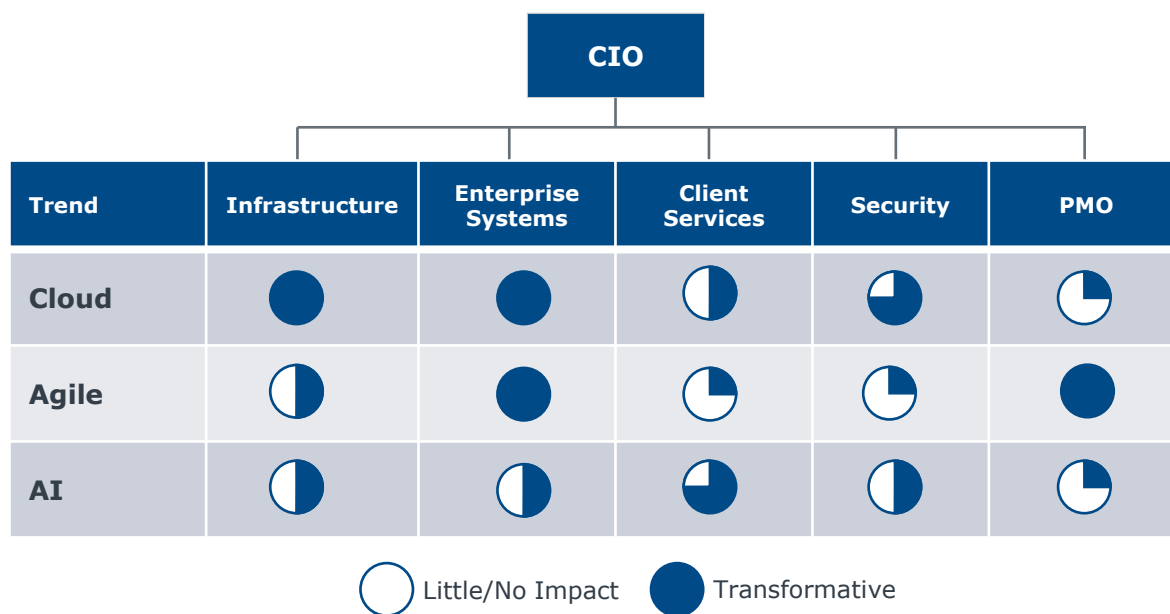 CIO
Trend
Infrastructure
Enterprise
Systems
Client
Services
Security
PMO
Cloud
Agile
AI
Little/No Impact
Transformative